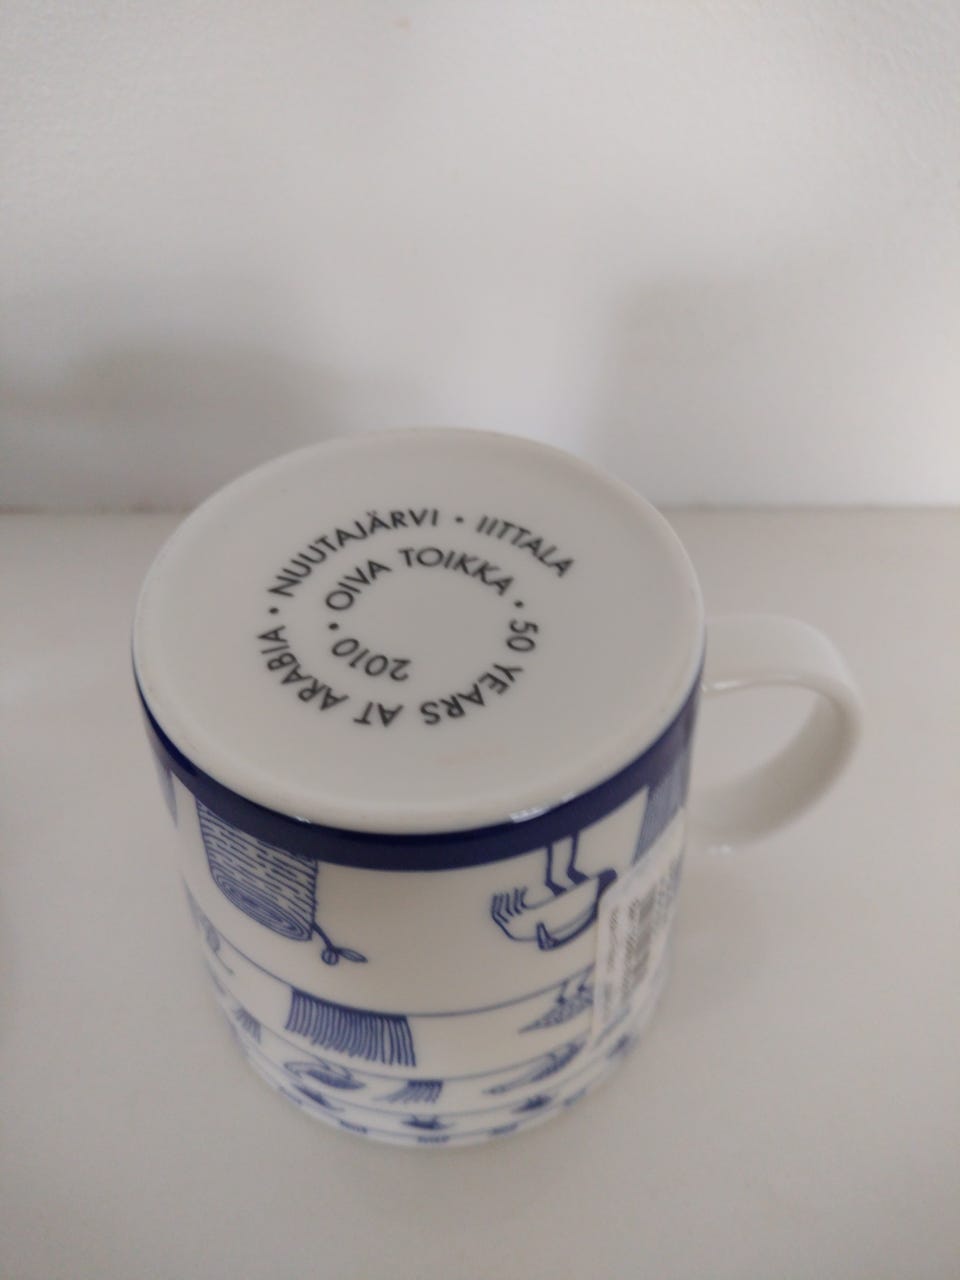 OIVA TOIKKA · 50 YEARS AT ARABIA · NUUTAJÄRVI · IITTALA
2010 ·